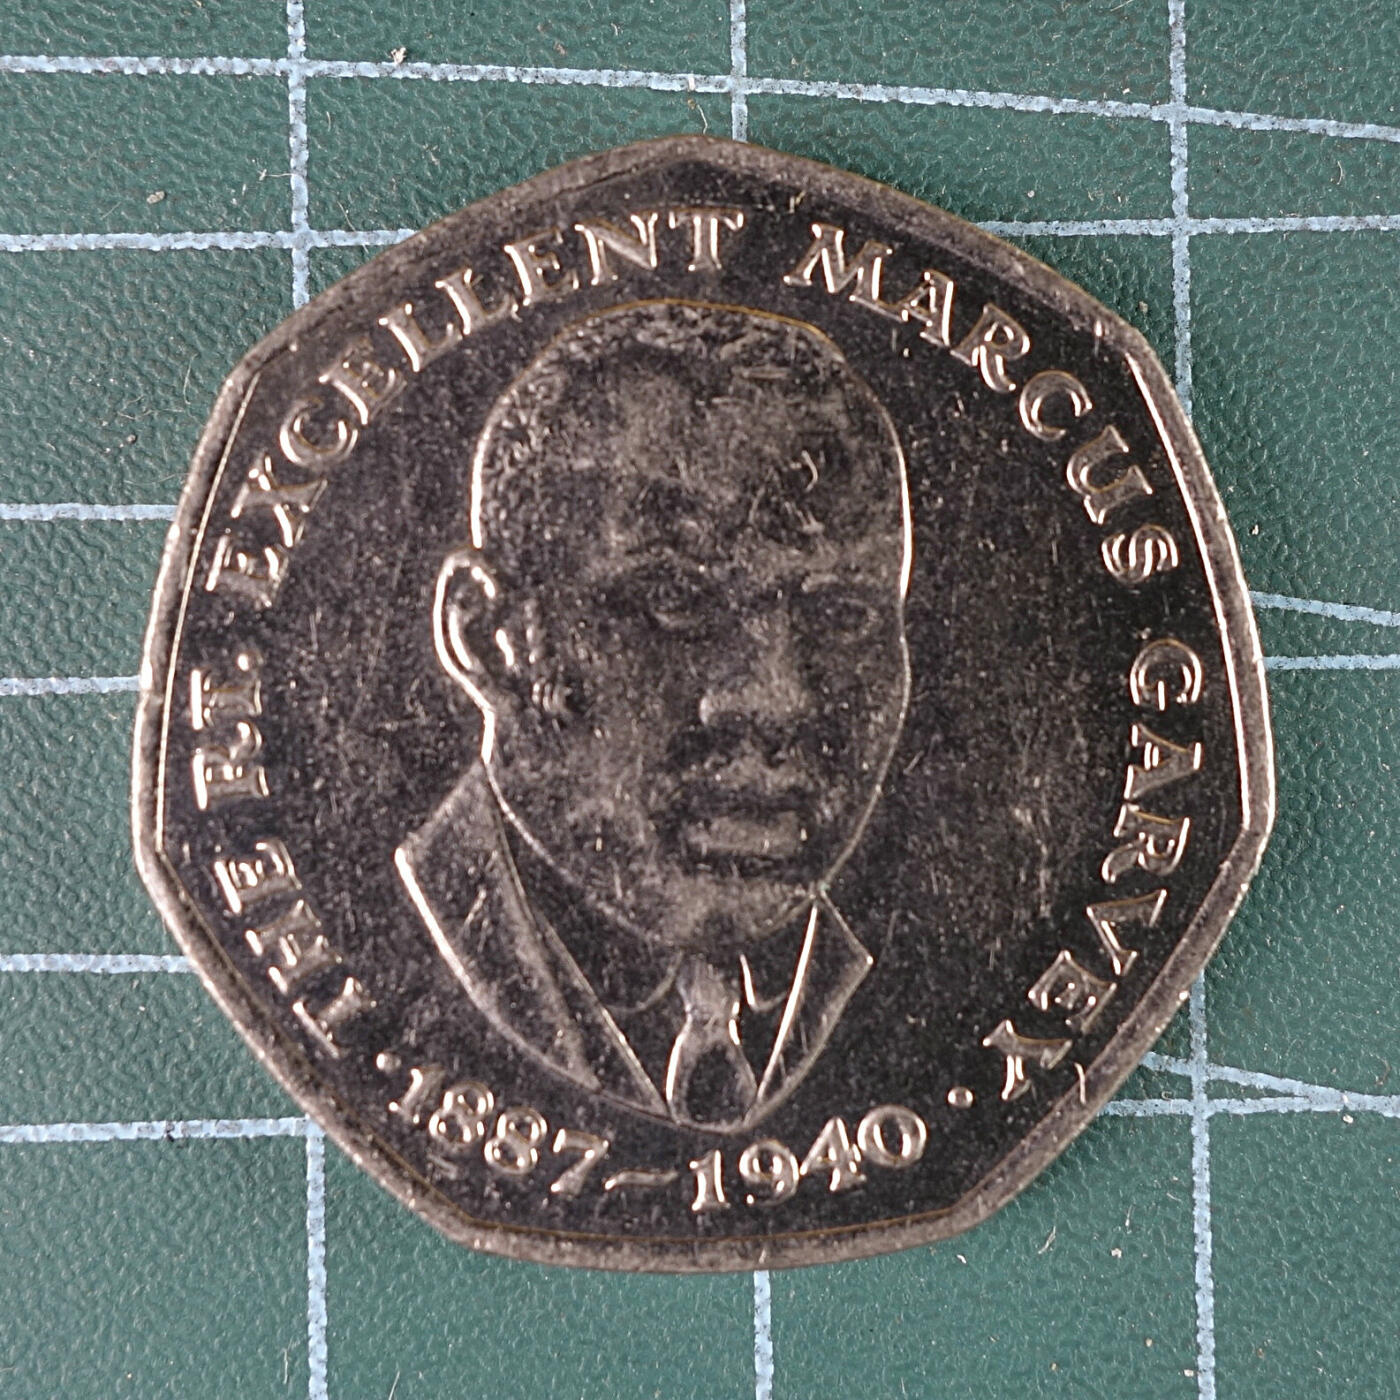 THE RT. EXCELLENT MARCUS GARVEY
·1887~1940·